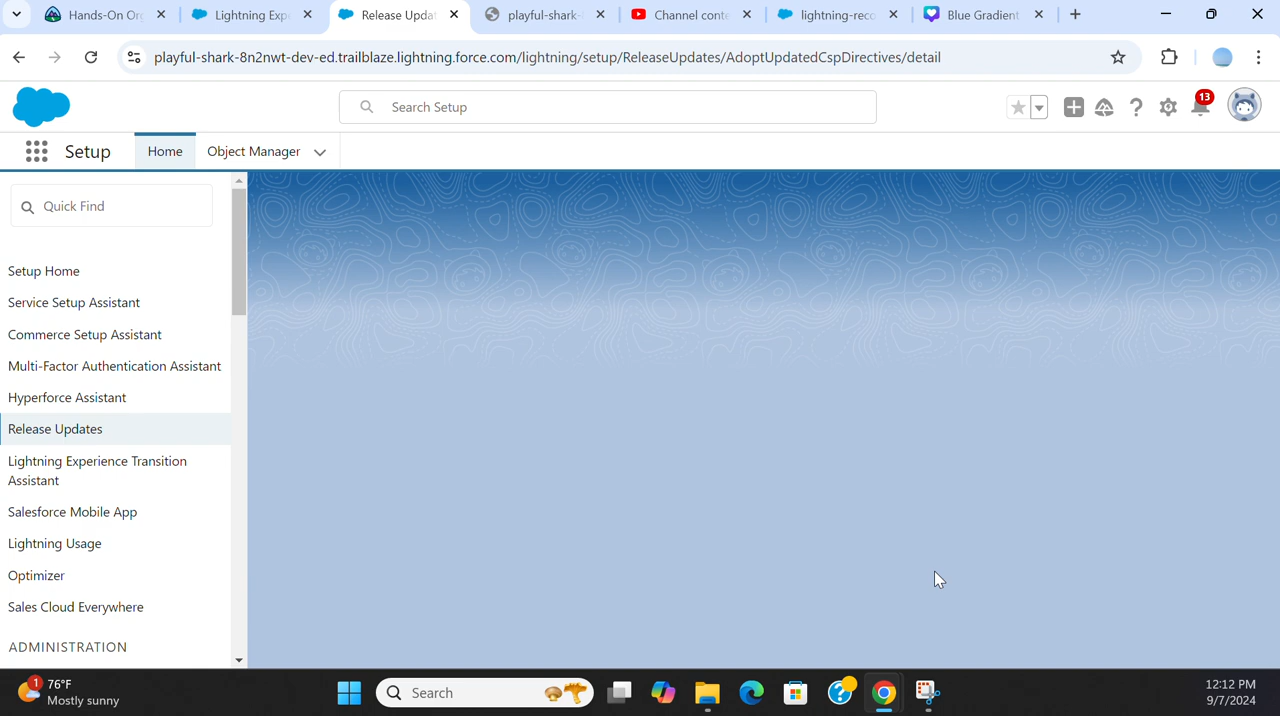 Hands-On Or
Lightning Exp
Release Updat
playful-shark-
Channel conte
lightning-reco
Blue Gradient
playful-shark-8n2nwt-dev-ed.trailblaze.lightning.force.com/lightning/setup/ReleaseUpdates/AdoptUpdatedCspDirectives/detail
Search Setup
13
Setup
Home
Object Manager
Quick Find
Setup Home
Service Setup Assistant
Commerce Setup Assistant
Multi-Factor Authentication Assistant
Hyperforce Assistant
Release Updates
Lightning Experience Transition
Assistant
Salesforce Mobile App
Lightning Usage
Optimizer
Sales Cloud Everywhere
ADMINISTRATION
1
76°F
Mostly sunny
Search
12:12 PM
9/7/2024